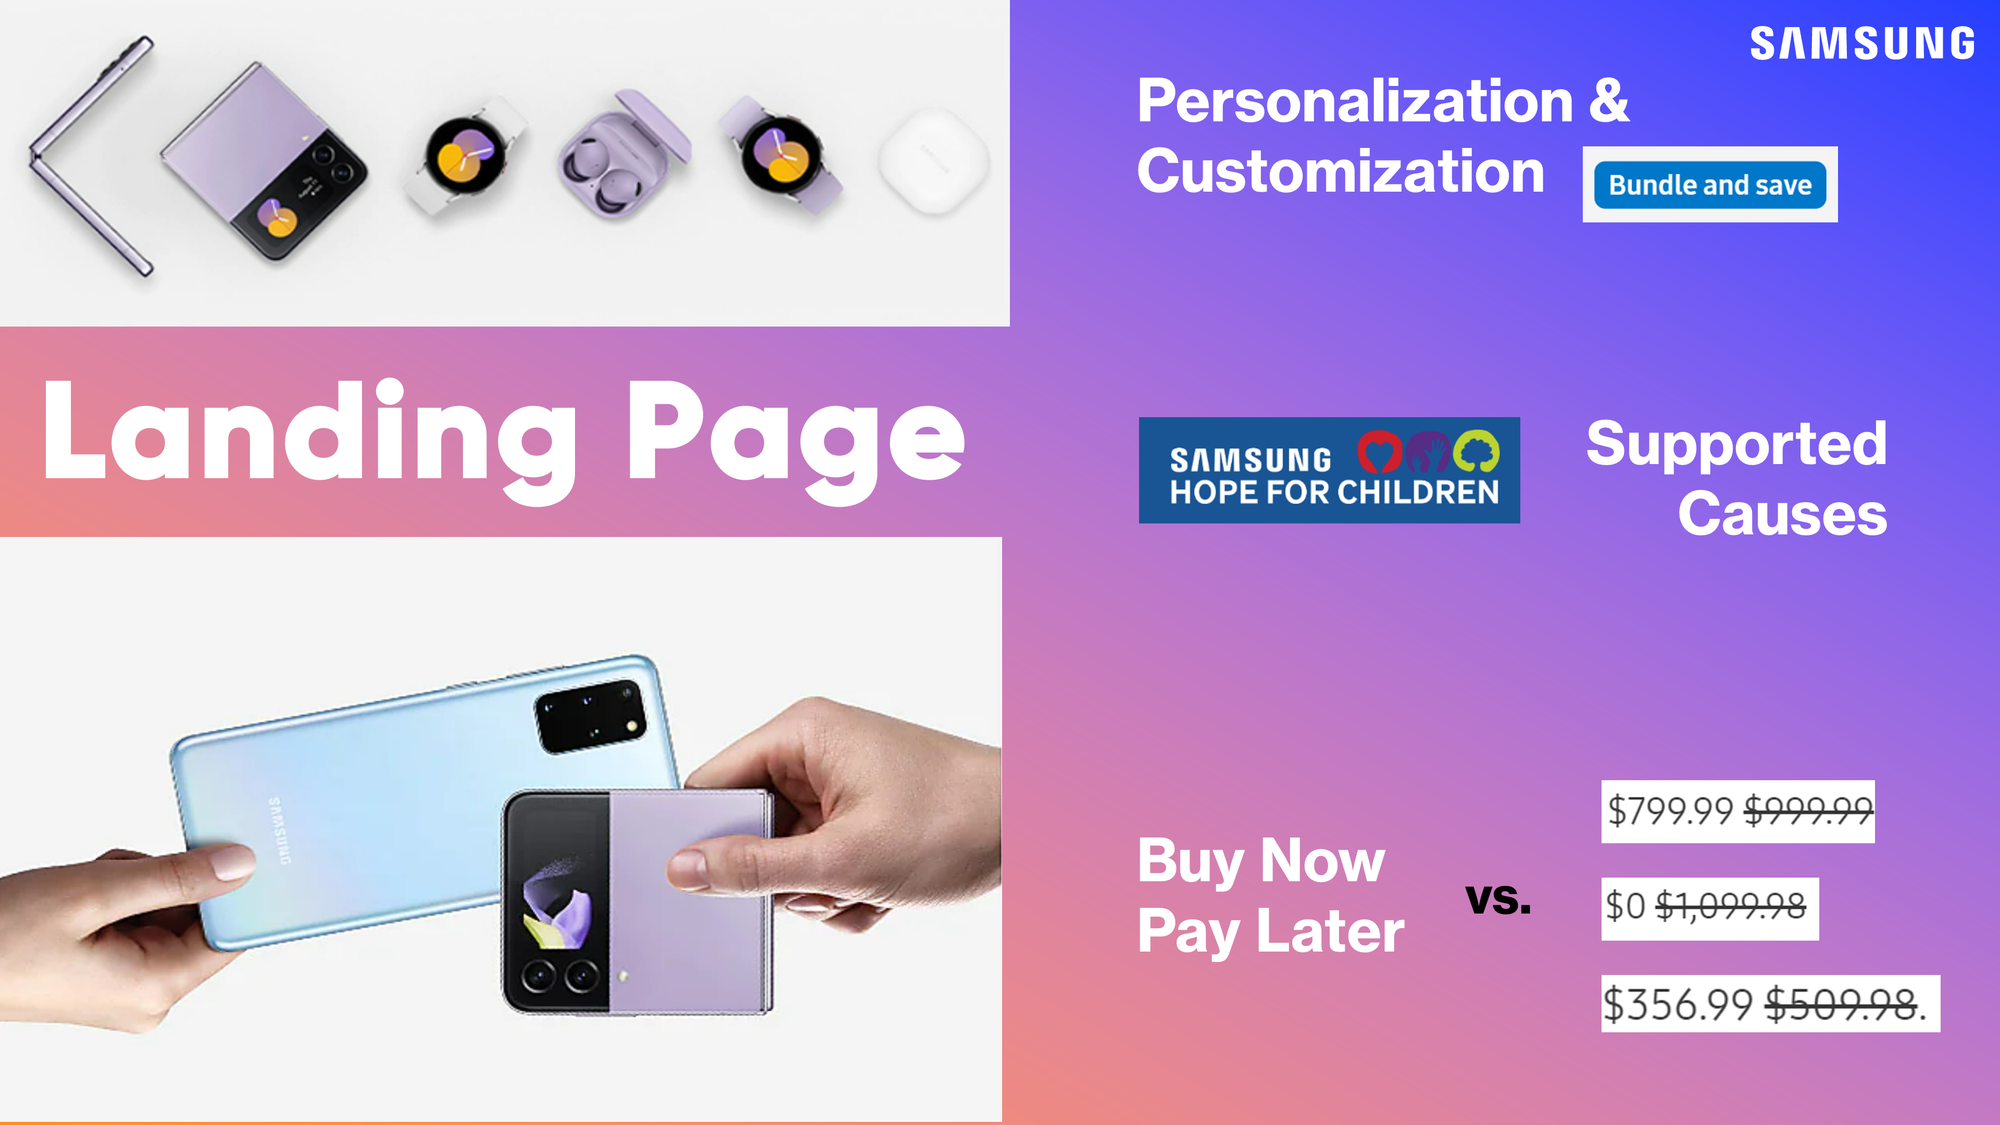 SAMSUNG
Personalization &
Customization
Bundle and save
Landing Page
SAMSUNG
HOPE FOR CHILDREN
Supported
Causes
SAMSUNG
Buy Now
Pay Later
vs.
$799.99 $999.99
$0 $1,099.98
$356.99 $509.98.